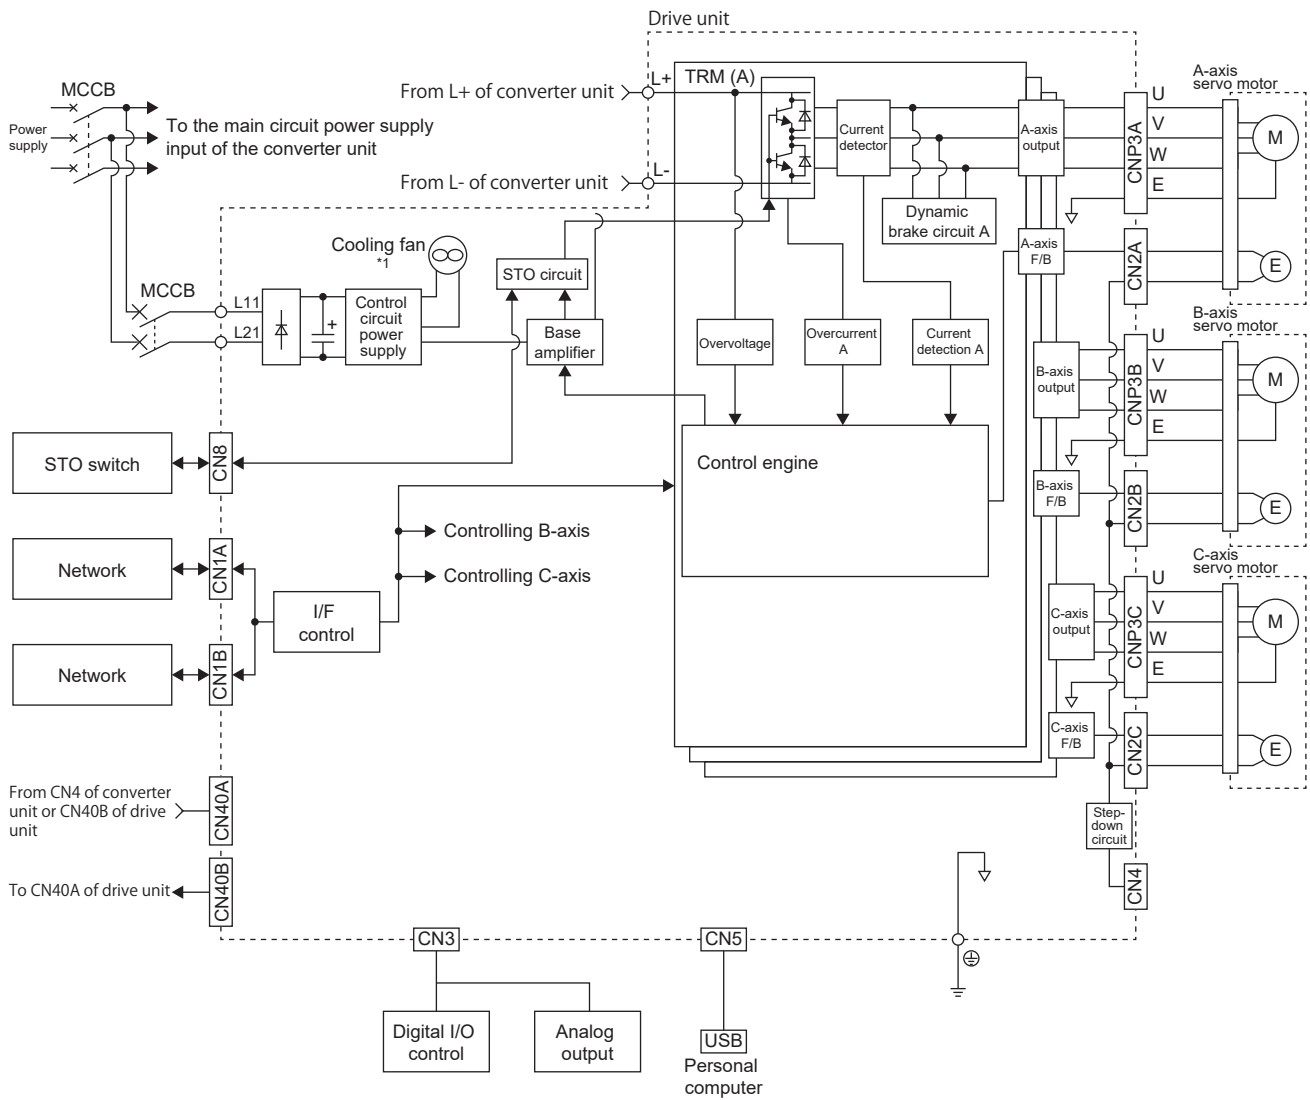 Drive unit
MCCB
Power
supply
To the main circuit power supply
input of the converter unit
From L+ of converter unit
L+
TRM (A)
From L- of converter unit
L-
Current
detector
Dynamic
brake circuit A
A-axis
output
CNP3A
U
V
W
E
A-axis
servo motor
M
A-axis
F/B
CN2A
E
Cooling fan
*1
MCCB
L11
L21
+
Control
circuit
power
supply
STO circuit
Base
amplifier
Overvoltage
Overcurrent
A
Current
detection A
B-axis
output
CNP3B
U
V
W
E
B-axis
servo motor
M
B-axis
F/B
CN2B
E
STO switch
CN8
Control engine
Controlling B-axis
Controlling C-axis
Network
CN1A
I/F
control
Network
CN1B
C-axis
output
CNP3C
U
V
W
E
C-axis
servo motor
M
C-axis
F/B
CN2C
E
From CN4 of converter
unit or CN40B of drive
unit
CN40A
To CN40A of drive unit
CN40B
Step-
down
circuit
CN4
CN3
CN5
Digital I/O
control
Analog
output
USB
Personal
computer